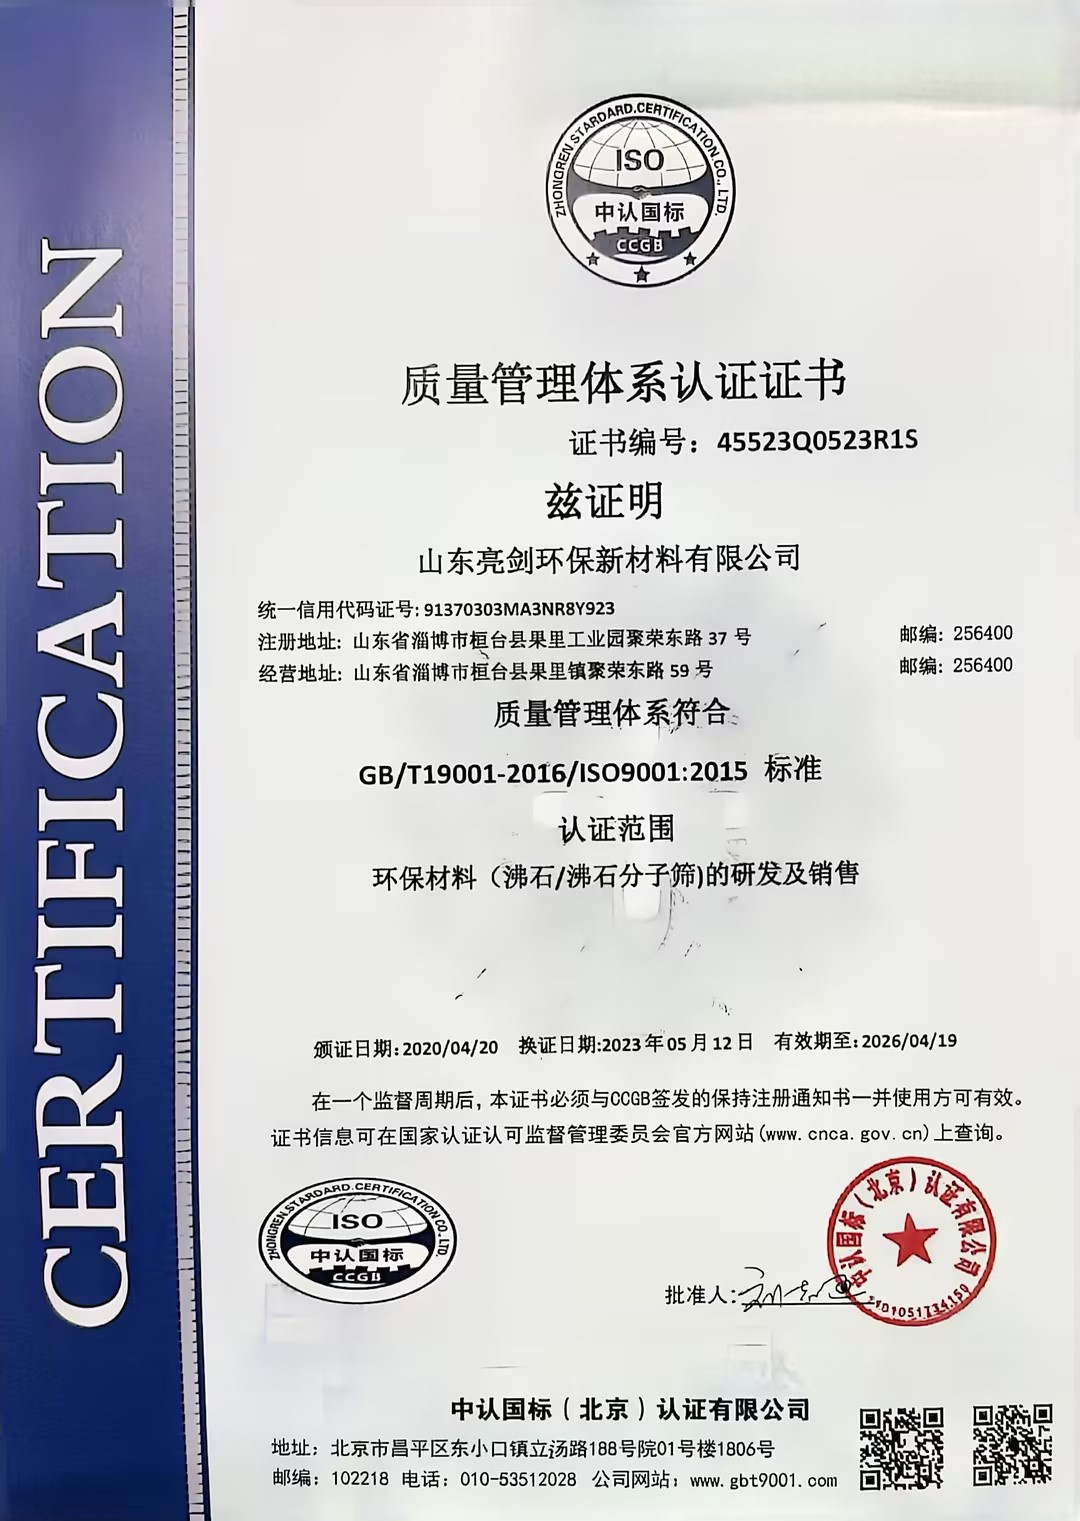 CERTIFICATION
ZHONGREN STARDARD.CERTIFICATION CO., LTD.
ISO
中认国标
CCGB
质量管理体系认证证书
证书编号：45523Q0523R1S
兹证明
山东亮剑环保新材料有限公司
统一信用代码证号: 91370303MA3NR8Y923
注册地址: 山东省淄博市桓台县果里工业园聚荣东路 37 号 邮编: 256400
经营地址: 山东省淄博市桓台县果里镇聚荣东路 59 号 邮编: 256400
质量管理体系符合
GB/T19001-2016/ISO9001:2015 标准
认证范围
环保材料（沸石/沸石分子筛)的研发及销售
颁证日期:2020/04/20 换证日期:2023 年 05 月 12 日 有效期至:2026/04/19
在一个监督周期后, 本证书必须与CCGB签发的保持注册通知书一并使用方可有效。
证书信息可在国家认证认可监督管理委员会官方网站(www.cnca.gov.cn)上查询。
ZHONGREN STARDARD.CERTIFICATION CO., LTD
ISO
中认国标
CCGB
中认国标（北京）认证有限公司
批准人:
中认国标（北京）认证有限公司
地址：北京市昌平区东小口镇立汤路188号院01号楼1806号
邮编：102218 电话：010-53512028 公司网站：www.gbt9001.com